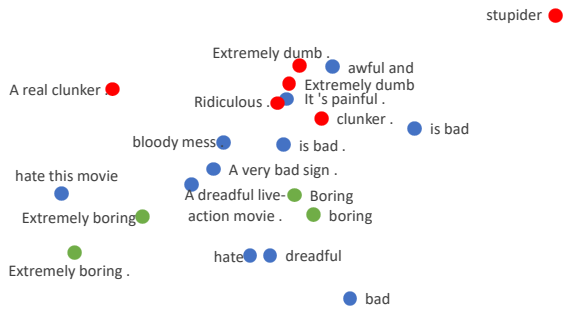 stupider
Extremely dumb .
awful and
Extremely dumb
A real clunker .
Ridiculous .
It 's painful .
clunker .
is bad
bloody mess .
is bad .
A very bad sign .
hate this movie
A dreadful live-
action movie .
Boring
Extremely boring
boring
hate
dreadful
Extremely boring .
bad